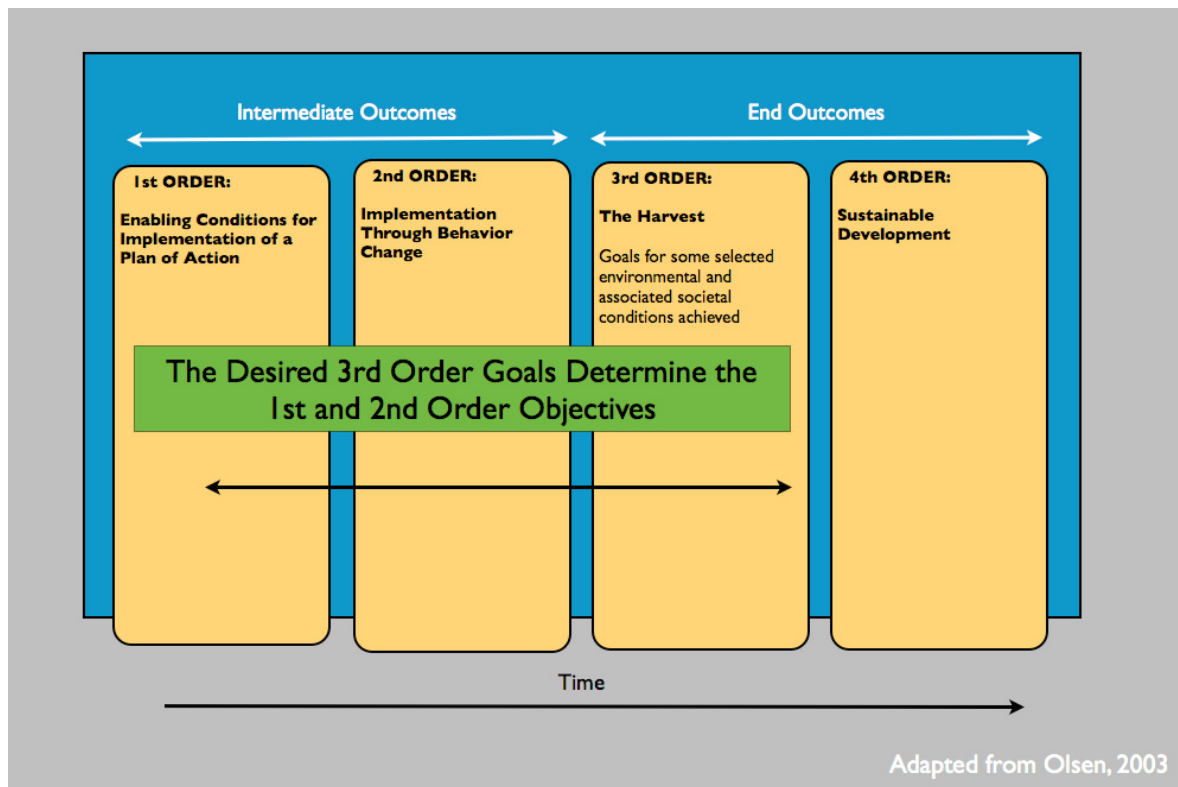 Intermediate Outcomes
End Outcomes
1st ORDER:
Enabling Conditions for
Implementation of a
Plan of Action
2nd ORDER:
Implementation
Through Behavior
Change
3rd ORDER:
The Harvest
Goals for some selected
environmental and
associated societal
conditions achieved
4th ORDER:
Sustainable
Development
The Desired 3rd Order Goals Determine the
1st and 2nd Order Objectives
Time
Adapted from Olsen, 2003